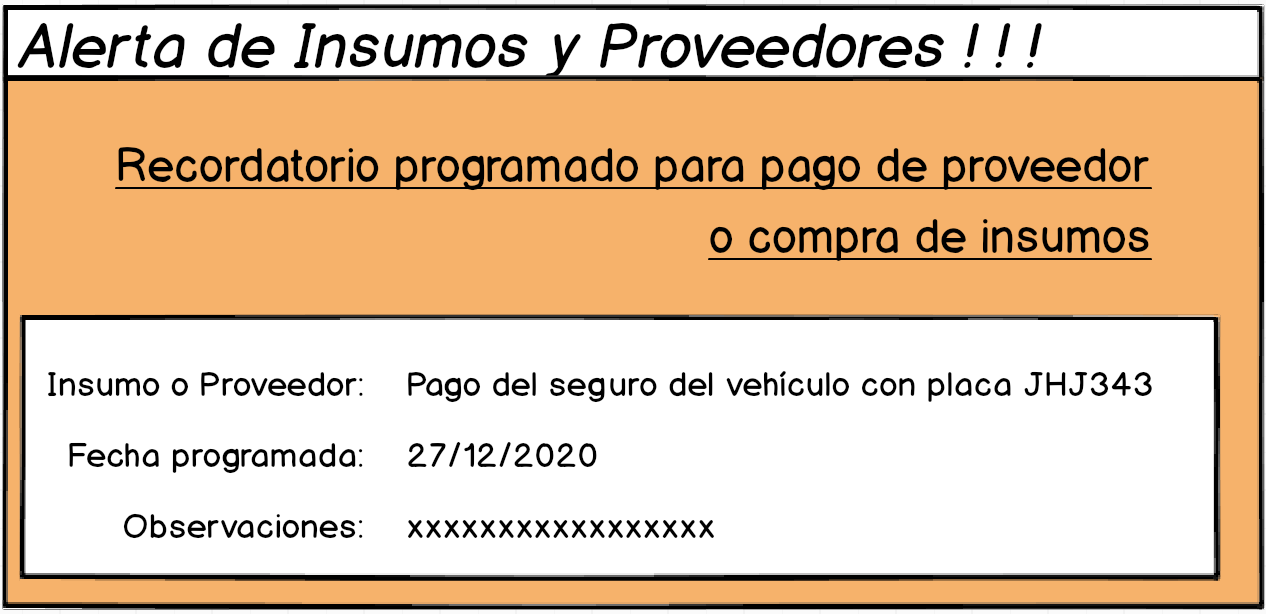 Alerta de Insumos y Proveedores ! ! !
Recordatorio programado para pago de proveedor
o compra de insumos
Insumo o Proveedor: Pago del seguro del vehículo con placa JHJ343
Fecha programada: 27/12/2020
Observaciones: xxxxxxxxxxxxxxxxx